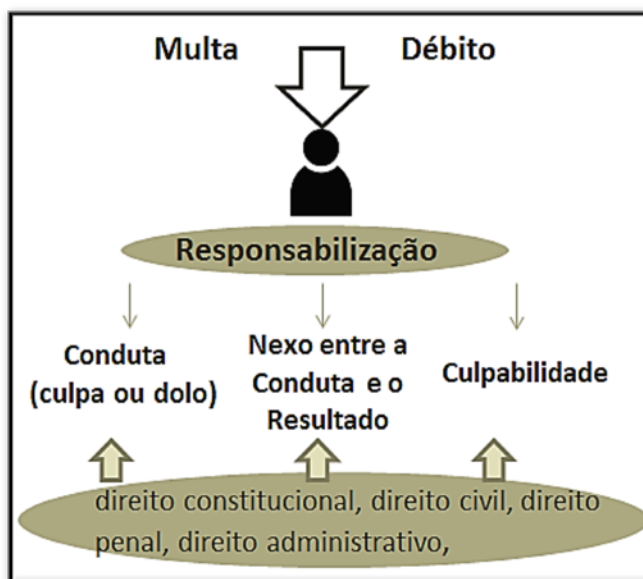 Multa Débito
Responsabilização
Conduta
(culpa ou dolo)
Nexo entre a
Conduta e o
Resultado
Culpabilidade
direito constitucional, direito civil, direito
penal, direito administrativo,